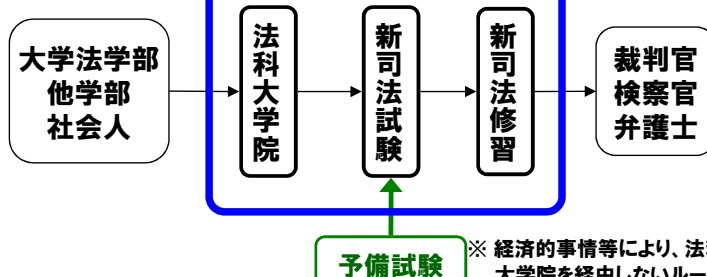 大学法学部
他学部
社会人
法科大学院
新司法試験
新司法修習
裁判官
検察官
弁護士
予備試験
※ 経済的事情等により、法
大学院を経由しないルー